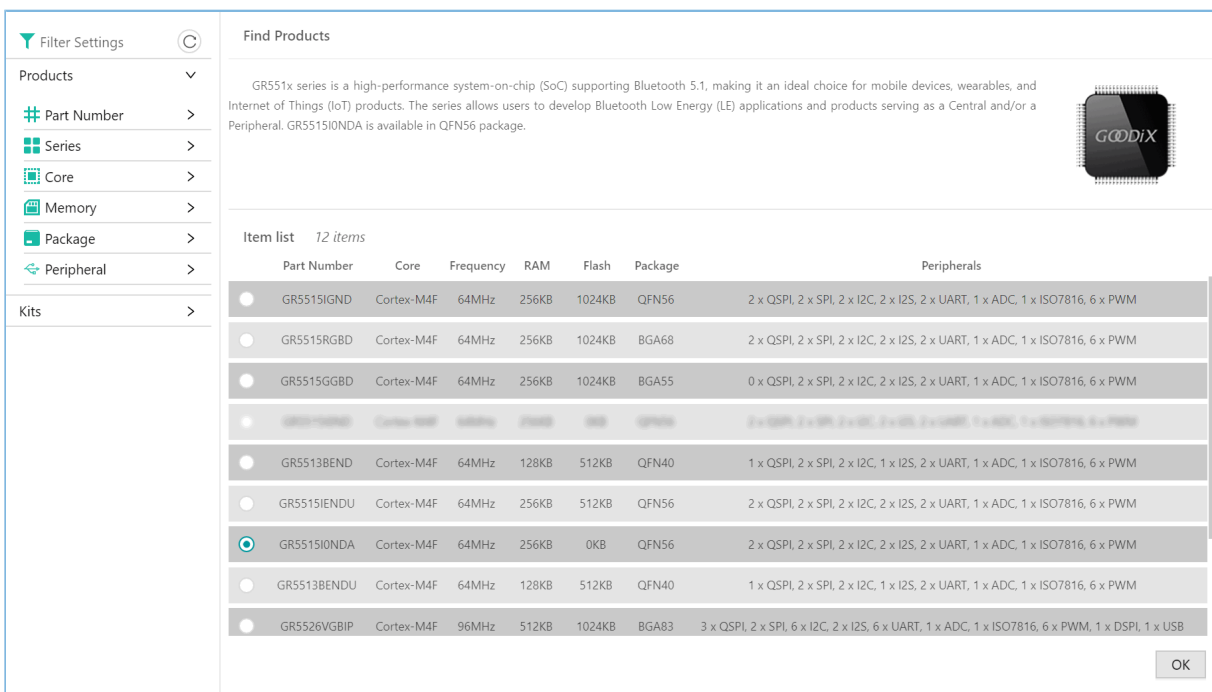 Filter Settings
Products
Part Number
Series
Core
Memory
Package
Peripheral
Kits
Find Products
GR551x series is a high-performance system-on-chip (SoC) supporting Bluetooth 5.1, making it an ideal choice for mobile devices, wearables, and
Internet of Things (IoT) products. The series allows users to develop Bluetooth Low Energy (LE) applications and products serving as a Central and/or a
Peripheral. GR5515I0NDA is available in QFN56 package.
GOODiX
Item list 12 items
Part Number Core Frequency RAM Flash Package Peripherals
GR5515IGND Cortex-M4F 64MHz 256KB 1024KB QFN56 2 x QSPI, 2 x SPI, 2 x I2C, 2 x I2S, 2 x UART, 1 x ADC, 1 x ISO7816, 6 x PWM
GR5515RGBD Cortex-M4F 64MHz 256KB 1024KB BGA68 2 x QSPI, 2 x SPI, 2 x I2C, 2 x I2S, 2 x UART, 1 x ADC, 1 x ISO7816, 6 x PWM
GR5515GGBD Cortex-M4F 64MHz 256KB 1024KB BGA55 0 x QSPI, 2 x SPI, 2 x I2C, 2 x I2S, 2 x UART, 1 x ADC, 1 x ISO7816, 6 x PWM
GR5513BEND Cortex-M4F 64MHz 128KB 512KB QFN40 1 x QSPI, 2 x SPI, 2 x I2C, 1 x I2S, 2 x UART, 1 x ADC, 1 x ISO7816, 6 x PWM
GR5515IENDU Cortex-M4F 64MHz 256KB 512KB QFN56 2 x QSPI, 2 x SPI, 2 x I2C, 2 x I2S, 2 x UART, 1 x ADC, 1 x ISO7816, 6 x PWM
GR5515I0NDA Cortex-M4F 64MHz 256KB 0KB QFN56 2 x QSPI, 2 x SPI, 2 x I2C, 2 x I2S, 2 x UART, 1 x ADC, 1 x ISO7816, 6 x PWM
GR5513BENDU Cortex-M4F 64MHz 128KB 512KB QFN40 1 x QSPI, 2 x SPI, 2 x I2C, 1 x I2S, 2 x UART, 1 x ADC, 1 x ISO7816, 6 x PWM
GR5526VGBIP Cortex-M4F 96MHz 512KB 1024KB BGA83 3 x QSPI, 2 x SPI, 6 x I2C, 2 x I2S, 6 x UART, 1 x ADC, 1 x ISO7816, 6 x PWM, 1 x DSPI, 1 x USB
OK